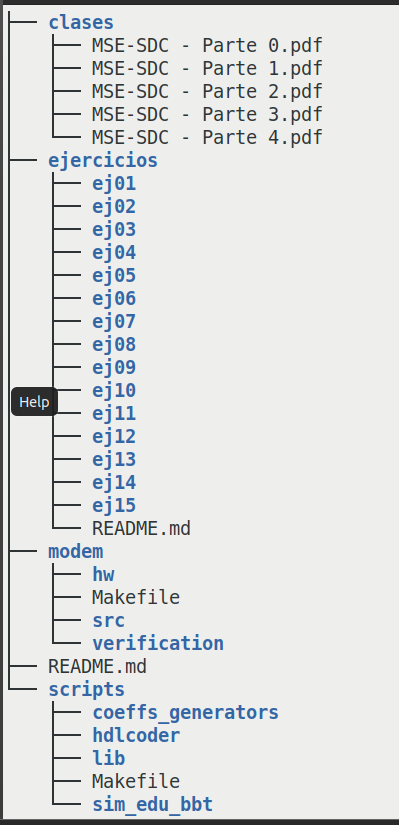 clases
MSE-SDC - Parte 0.pdf
MSE-SDC - Parte 1.pdf
MSE-SDC - Parte 2.pdf
MSE-SDC - Parte 3.pdf
MSE-SDC - Parte 4.pdf
ejercicios
ej01
ej02
ej03
ej04
ej05
ej06
ej07
ej08
ej09
ej10
Help
ej11
ej12
ej13
ej14
ej15
README.md
modem
hw
Makefile
src
verification
README.md
scripts
coeffs_generators
hdlcoder
lib
Makefile
sim_edu_bbt